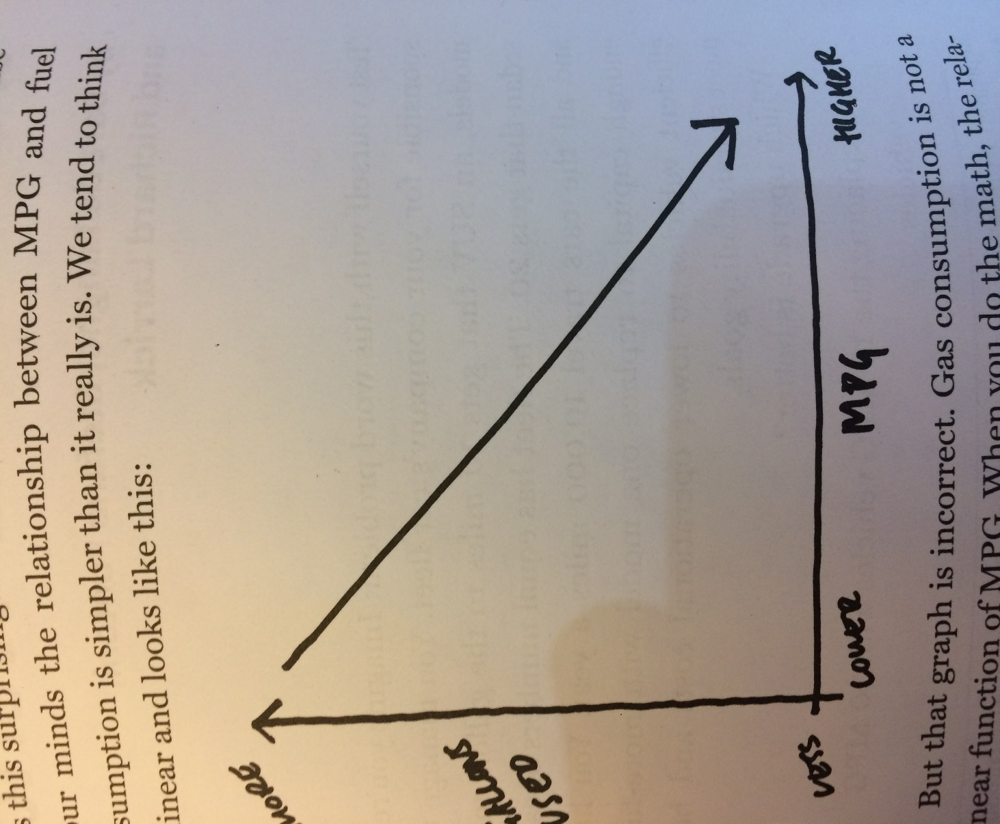 this surprising
our minds the relationship between MPG and fuel
sumption is simpler than it really is. We tend to think
inear and looks like this:
MORE
GALLONS
USED
LESS
LOWER MPG HIGHER
But that graph is incorrect. Gas consumption is not a
near function of MPG. When you do the math, the rela-